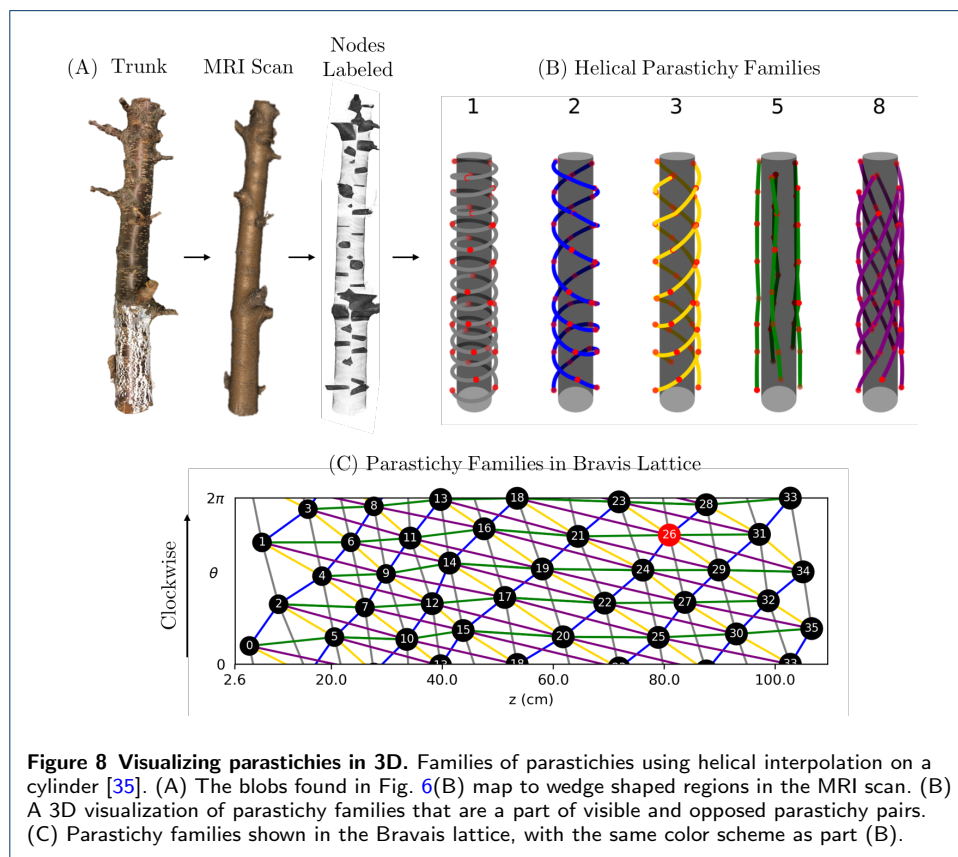 (A) Trunk
MRI Scan
Nodes
Labeled
(B) Helical Parastichy Families
1 2 3 5 8
(C) Parastichy Families in Bravis Lattice
2π
θ
0
Clockwise
3 8 13 18 23 28 33
1 6 11 16 21 26 31
4 9 14 19 24 29 34
2 7 12 17 22 27 32
0 5 10 15 20 25 30 35
13 18 33
2.6 20.0 40.0 60.0 80.0 100.0
z (cm)
Figure 8 Visualizing parastichies in 3D. Families of parastichies using helical interpolation on a
cylinder [35]. (A) The blobs found in Fig. 6(B) map to wedge shaped regions in the MRI scan. (B)
A 3D visualization of parastichy families that are a part of visible and opposed parastichy pairs.
(C) Parastichy families shown in the Bravais lattice, with the same color scheme as part (B).